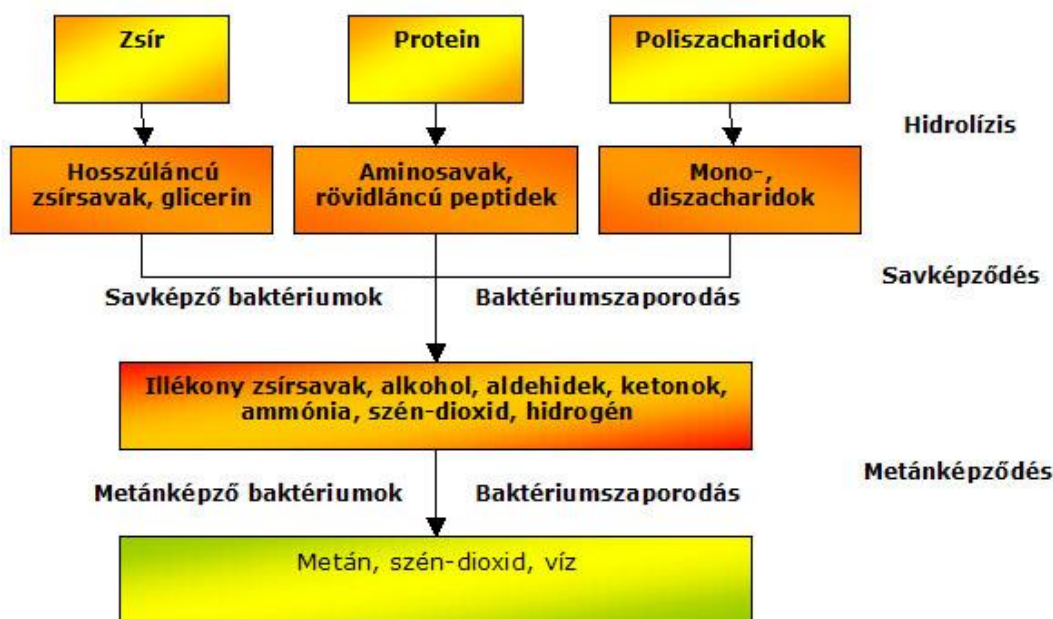 Zsír
Protein
Poliszacharidok
Hidrolízis
Hosszúláncú
zsírsavak, glicerin
Aminosavak,
rövidláncú peptidek
Mono-,
diszacharidok
Savképződés
Savképző baktériumok
Baktériumszaporodás
Illékony zsírsavak, alkohol, aldehidek, ketonok,
ammónia, szén-dioxid, hidrogén
Metánképződés
Metánképző baktériumok
Baktériumszaporodás
Metán, szén-dioxid, víz